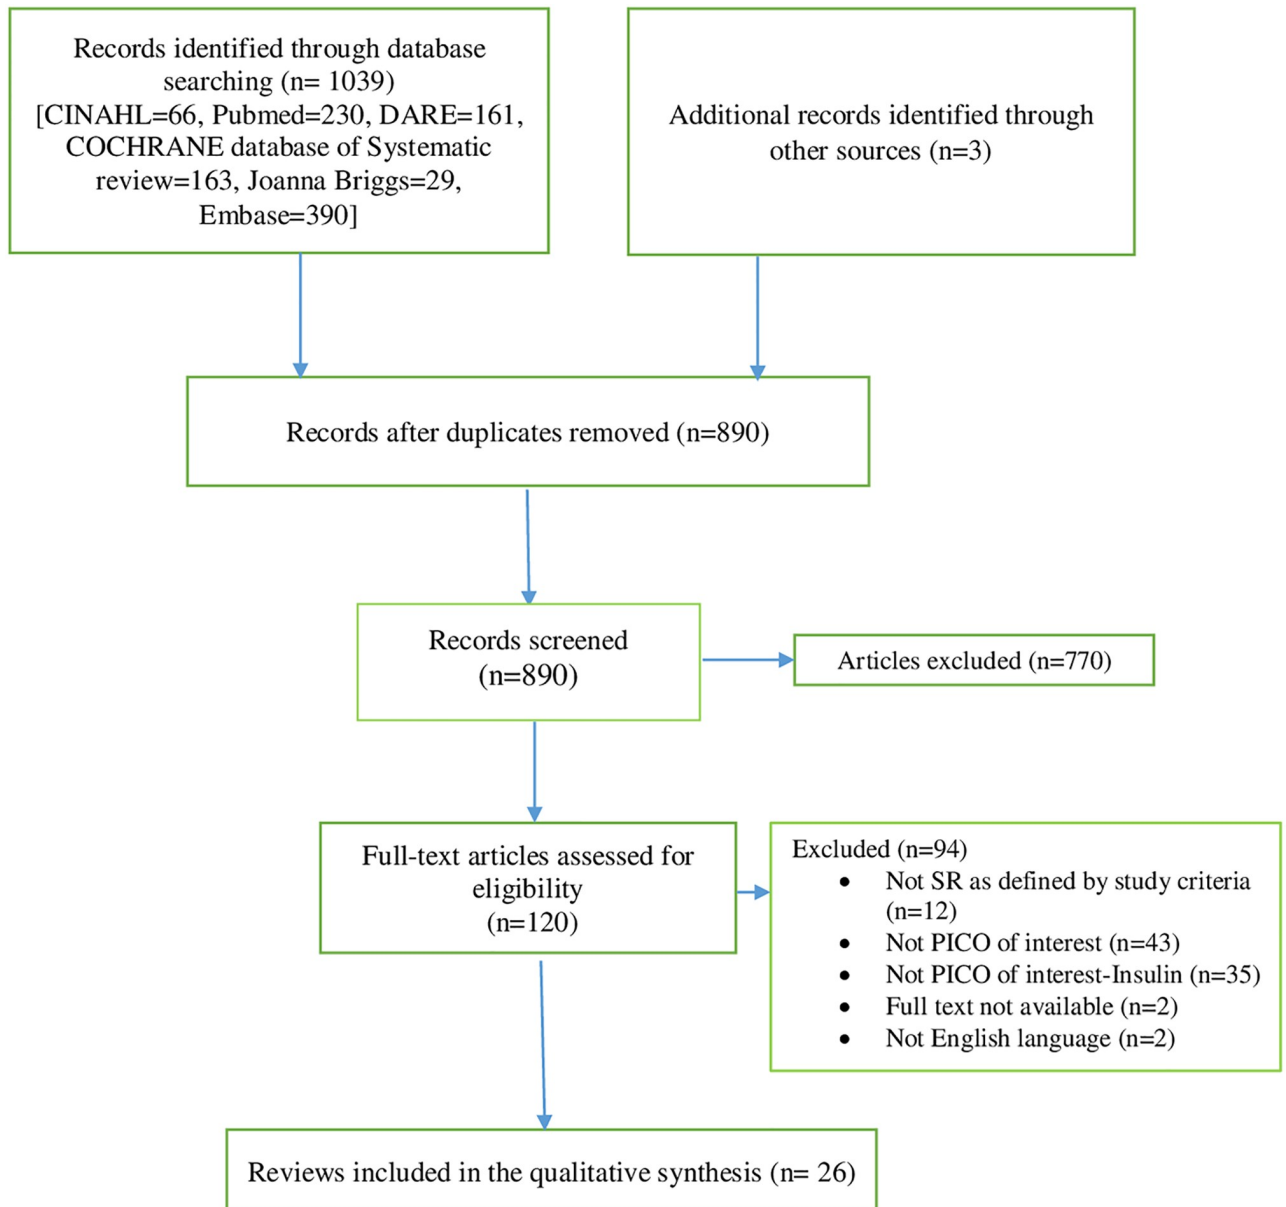 Records identified through database
searching (n= 1039)
[CINAHL=66, Pubmed=230, DARE=161,
COCHRANE database of Systematic
review=163, Joanna Briggs=29,
Embase=390]
Additional records identified through
other sources (n=3)
Records after duplicates removed (n=890)
Records screened
(n=890)
Articles excluded (n=770)
Full-text articles assessed for
eligibility
(n=120)
Excluded (n=94)
• Not SR as defined by study criteria
(n=12)
• Not PICO of interest (n=43)
• Not PICO of interest-Insulin (n=35)
• Full text not available (n=2)
• Not English language (n=2)
Reviews included in the qualitative synthesis (n= 26)